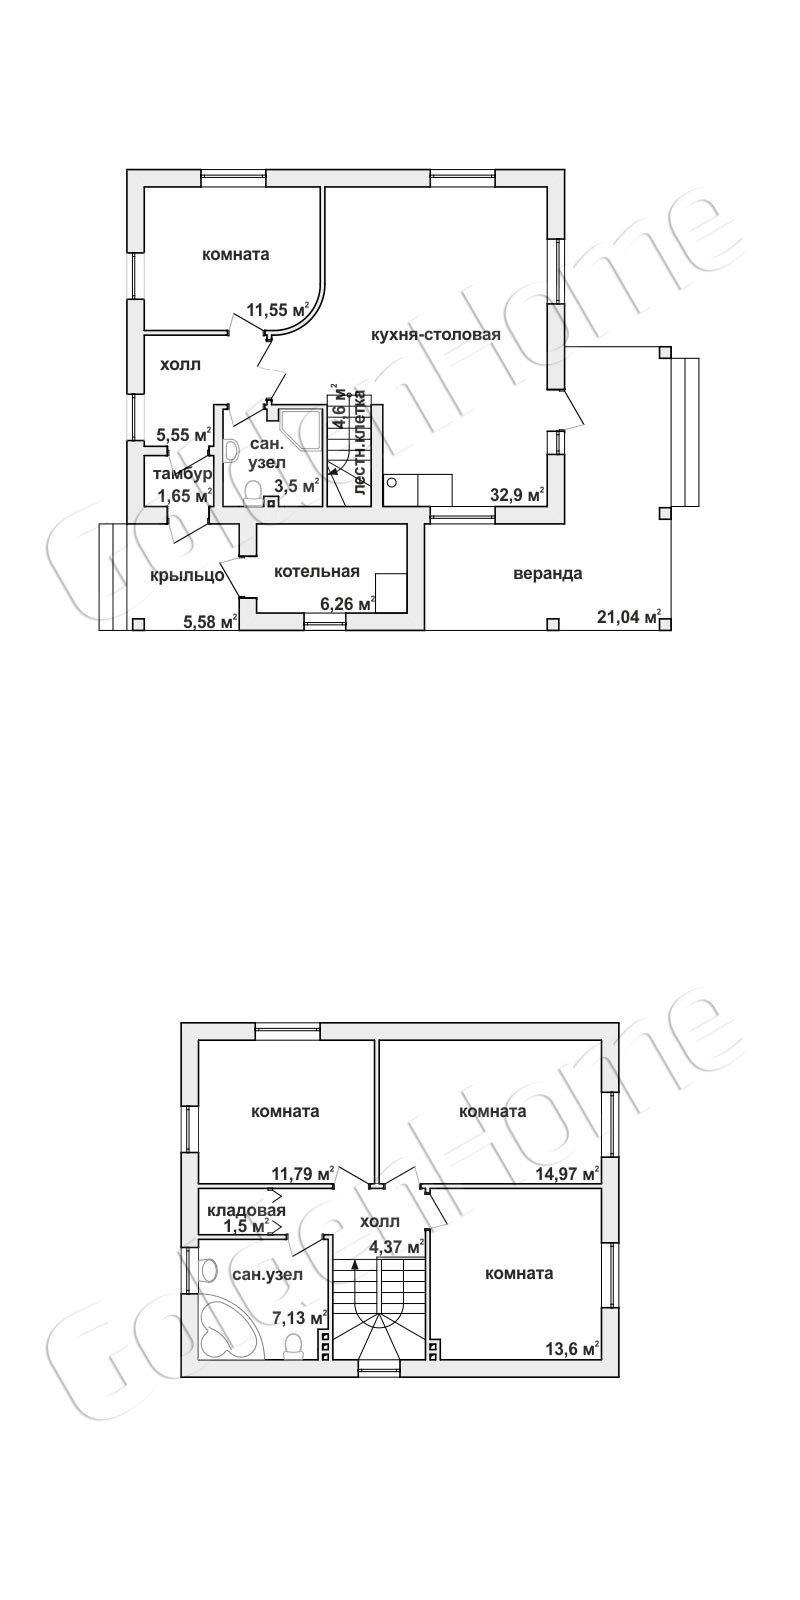 GoldenHome
комната
11,55 м²
кухня-столовая
холл
5,55 м²
4,6 м²
лестн.клетка
сан.
узел
3,5 м²
тамбур
1,65 м²
32,9 м²
крыльцо
5,58 м²
котельная
6,26 м²
веранда
21,04 м²
GoldenHome
комната
11,79 м²
комната
14,97 м²
кладовая
1,5 м²
холл
4,37 м²
сан.узел
7,13 м²
комната
13,6 м²